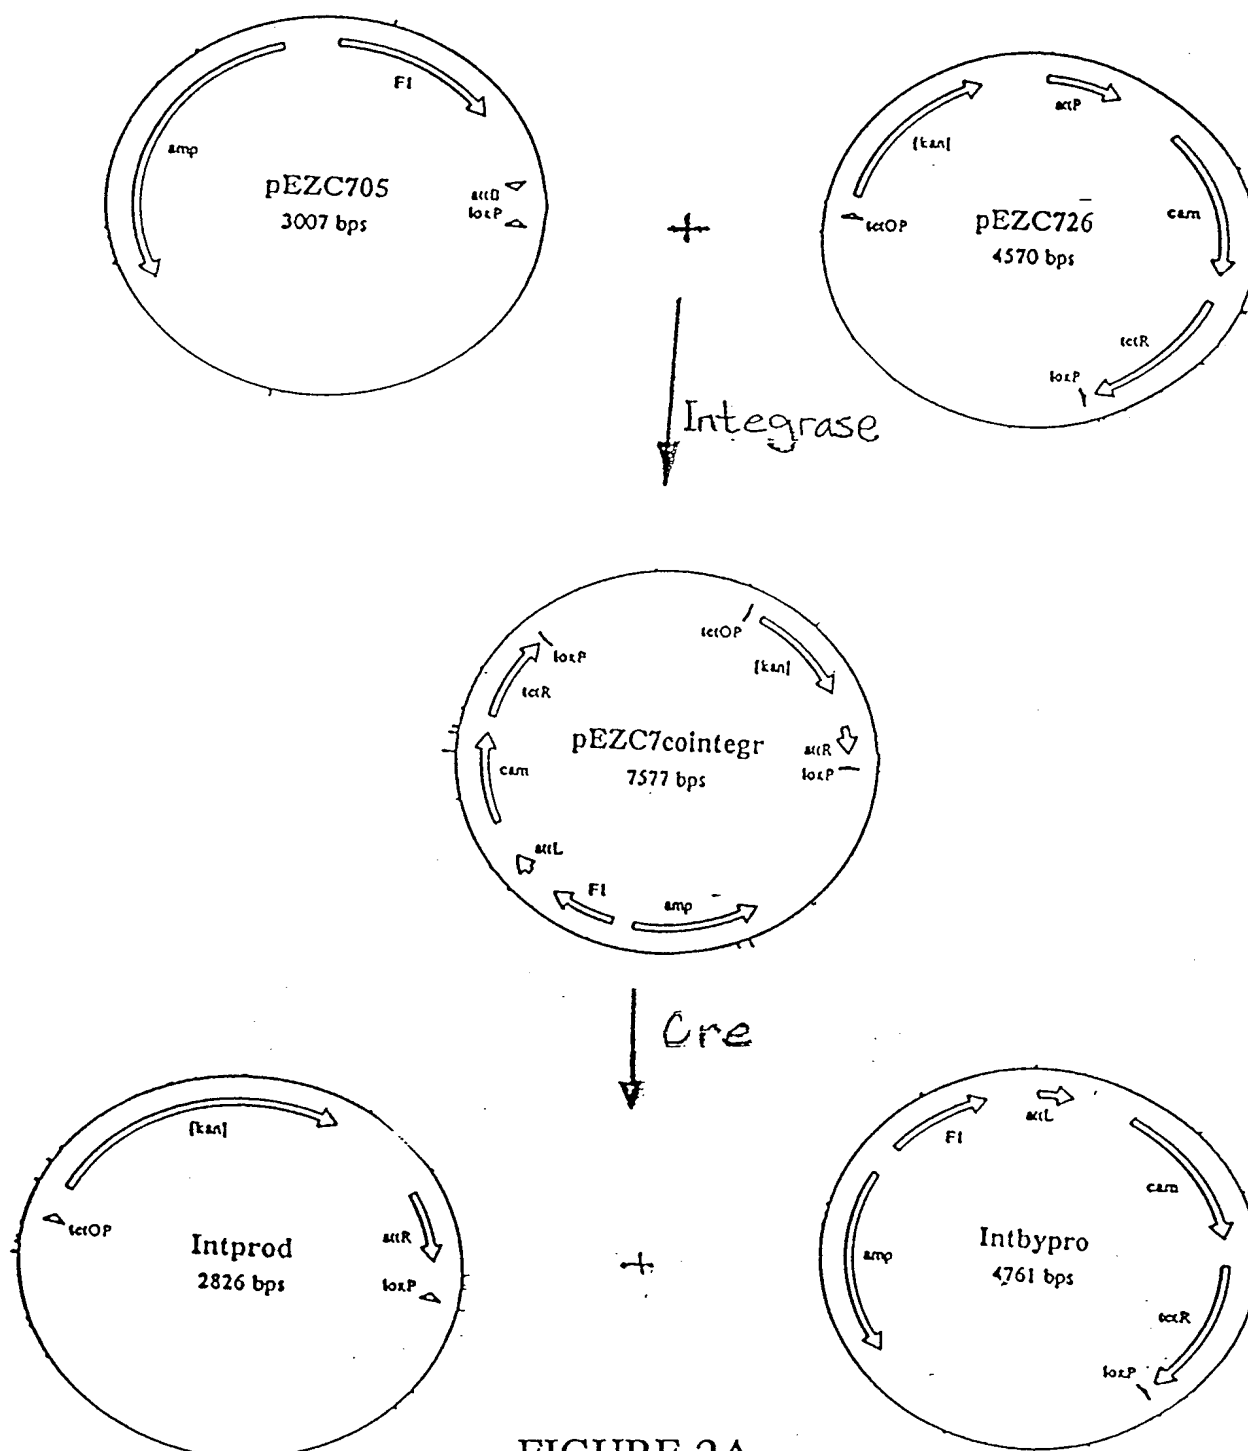 F1
amp
pEZC705
3007 bps
attB
loxP
+
attP
[kan]
cam
tetOP
pEZC726
4570 bps
tetR
loxP
Integrase
tetOP
loxP
[kan]
tetR
pEZC7cointegr
7577 bps
attR
loxP
cam
attL
F1
amp
Cre
[kan]
tetOP
attR
Intprod
2826 bps
loxP
+
attL
F1
cam
amp
Intbypro
4761 bps
tetR
loxP
FIGURE 2A